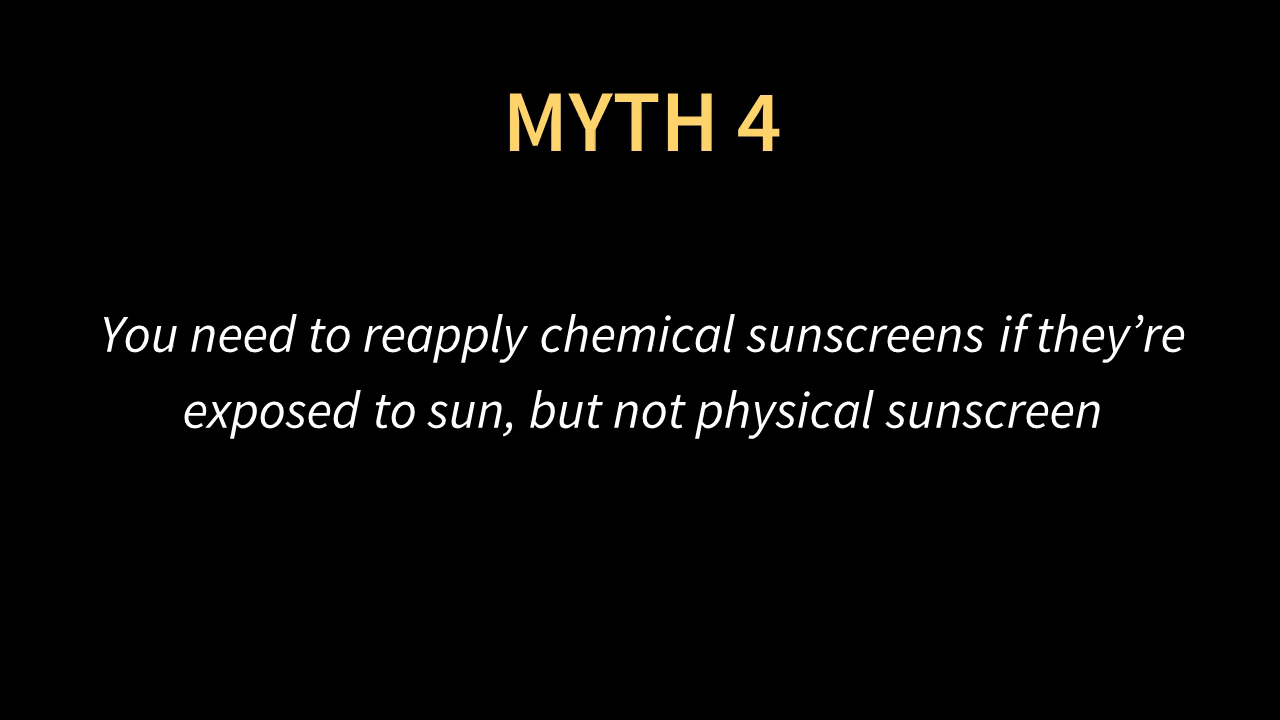 MYTH 4
You need to reapply chemical sunscreens if they’re
exposed to sun, but not physical sunscreen